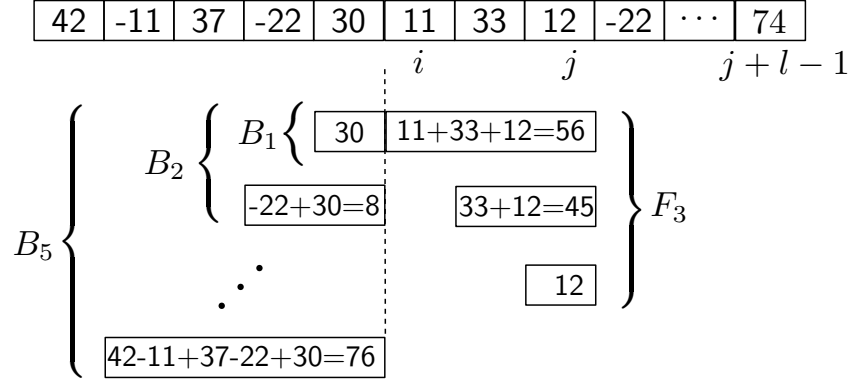 42 -11 37 -22 30 11 33 12 -22 ⋯ 74
i j j + l − 1
B₁ 30 11+33+12=56
B₂ -22+30=8 33+12=45 F₃
B₅
12
42-11+37-22+30=76